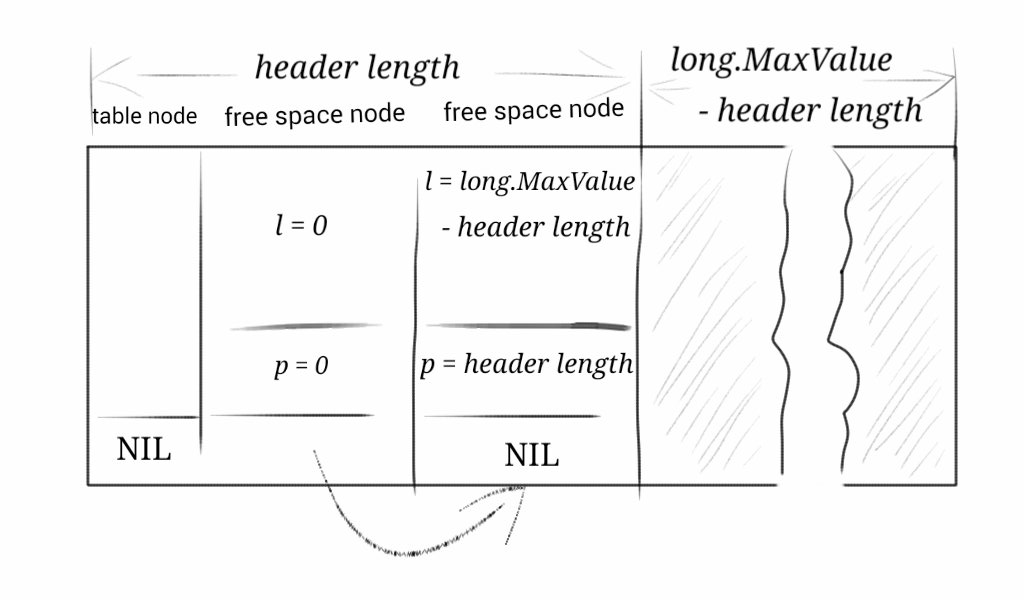 header length
long.MaxValue
- header length
table node
free space node
free space node
l = 0
l = long.MaxValue
- header length
p = 0
p = header length
NIL
NIL